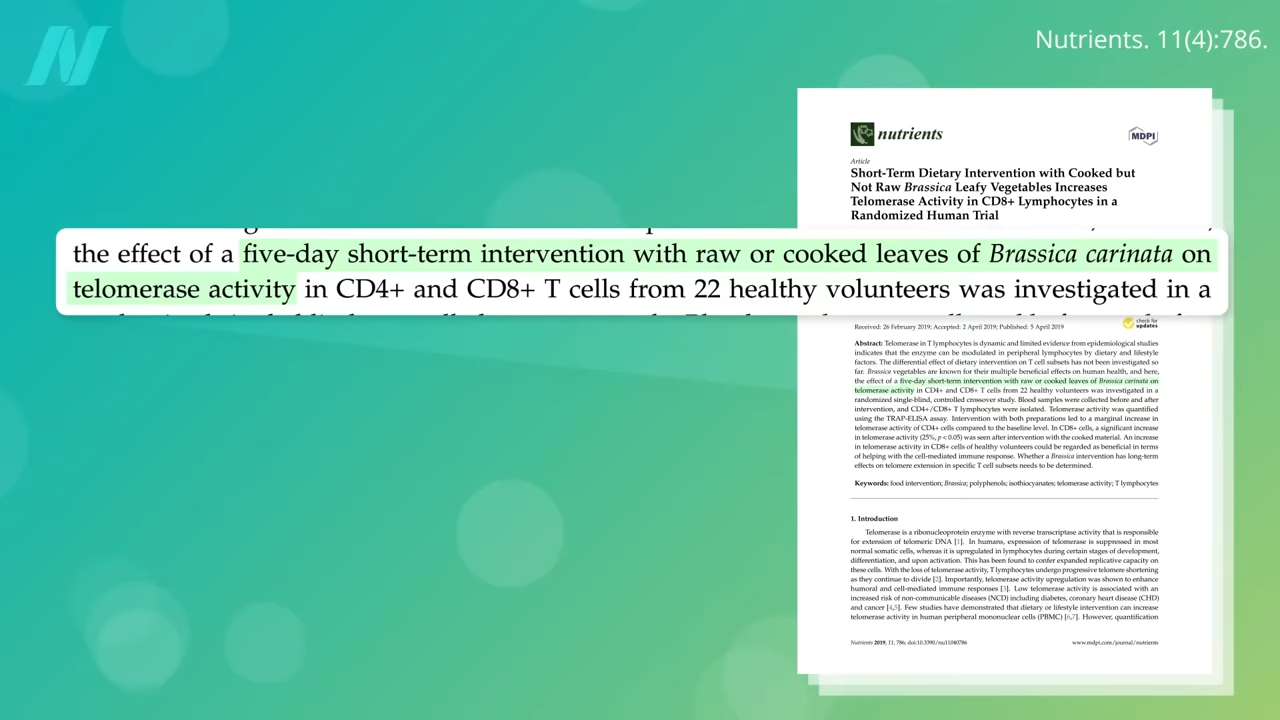 Nutrients. 11(4):786.
nutrients
MDPI
Article
Short-Term Dietary Intervention with Cooked but
Not Raw Brassica Leafy Vegetables Increases
Telomerase Activity in CD8+ Lymphocytes in a
Randomized Human Trial
the effect of a five-day short-term intervention with raw or cooked leaves of Brassica carinata on
telomerase activity in CD4+ and CD8+ T cells from 22 healthy volunteers was investigated in a
Received: 26 February 2019; Accepted: 2 April 2019; Published: 5 April 2019
check for
updates
Abstract: Telomerase in T lymphocytes is dynamic and limited evidence from epidemiological studies
indicates that the enzyme can be modulated in peripheral lymphocytes by dietary and lifestyle
factors. The differential effect of dietary intervention on T cell subsets has not been investigated so
far. Brassica vegetables are known for their multiple beneficial effects on human health, and here,
the effect of a five-day short-term intervention with raw or cooked leaves of Brassica carinata on
telomerase activity in CD4+ and CD8+ T cells from 22 healthy volunteers was investigated in a
randomized single-blind, controlled crossover study. Blood samples were collected before and after
intervention, and CD4+/CD8+ T lymphocytes were isolated. Telomerase activity was quantified
using the TRAP-ELISA assay. Intervention with both preparations led to a marginal increase in
telomerase activity of CD4+ cells compared to the baseline level. In CD8+ cells, a significant increase
in telomerase activity (25%, p < 0.05) was seen after intervention with the cooked material. An increase
in telomerase activity in CD8+ cells of healthy volunteers could be regarded as beneficial in terms
of helping with the cell-mediated immune response. Whether a Brassica intervention has long-term
effects on telomere extension in specific T cell subsets needs to be determined.
Keywords: food intervention; Brassica; polyphenols; isothiocyanates; telomerase activity; T lymphocytes
1. Introduction
Telomerase is a ribonucleoprotein enzyme with reverse transcriptase activity that is responsible
for extension of telomeric DNA [1]. In humans, expression of telomerase is suppressed in most
normal somatic cells, whereas it is upregulated in lymphocytes during certain stages of development,
differentiation, and upon activation. This has been found to confer expanded replicative capacity on
these cells. With the loss of telomerase activity, T lymphocytes undergo progressive telomere shortening
as they continue to divide [2]. Importantly, telomerase activity upregulation was shown to enhance
humoral and cell-mediated immune responses [3]. Low telomerase activity is associated with an
increased risk of non-communicable diseases (NCD) including diabetes, coronary heart disease (CHD)
and cancer [4,5]. Few studies have demonstrated that dietary or lifestyle intervention can increase
telomerase activity in human peripheral mononuclear cells (PBMC) [6,7]. However, quantification
Nutrients 2019, 11, 786; doi:10.3390/nu11040786
www.mdpi.com/journal/nutrients